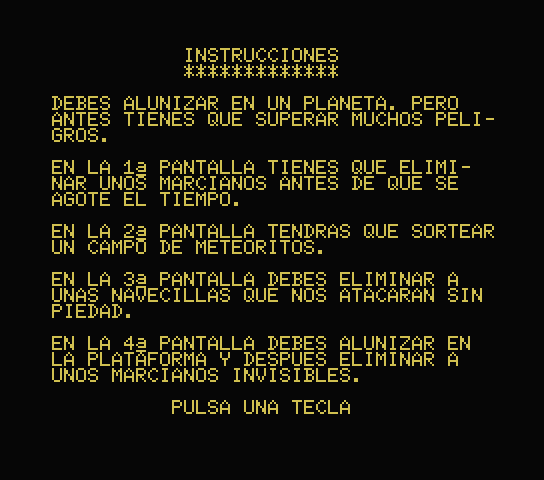 INSTRUCCIONES
*************
DEBES ALUNIZAR EN UN PLANETA. PERO
ANTES TIENES QUE SUPERAR MUCHOS PELI-
GROS.
EN LA 1ª PANTALLA TIENES QUE ELIMI-
NAR UNOS MARCIANOS ANTES DE QUE SE
AGOTE EL TIEMPO.
EN LA 2ª PANTALLA TENDRAS QUE SORTEAR
UN CAMPO DE METEORITOS.
EN LA 3ª PANTALLA DEBES ELIMINAR A
UNAS NAVECILLAS QUE NOS ATACARAN SIN
PIEDAD.
EN LA 4ª PANTALLA DEBES ALUNIZAR EN
LA PLATAFORMA Y DESPUES ELIMINAR A
UNOS MARCIANOS INVISIBLES.
PULSA UNA TECLA